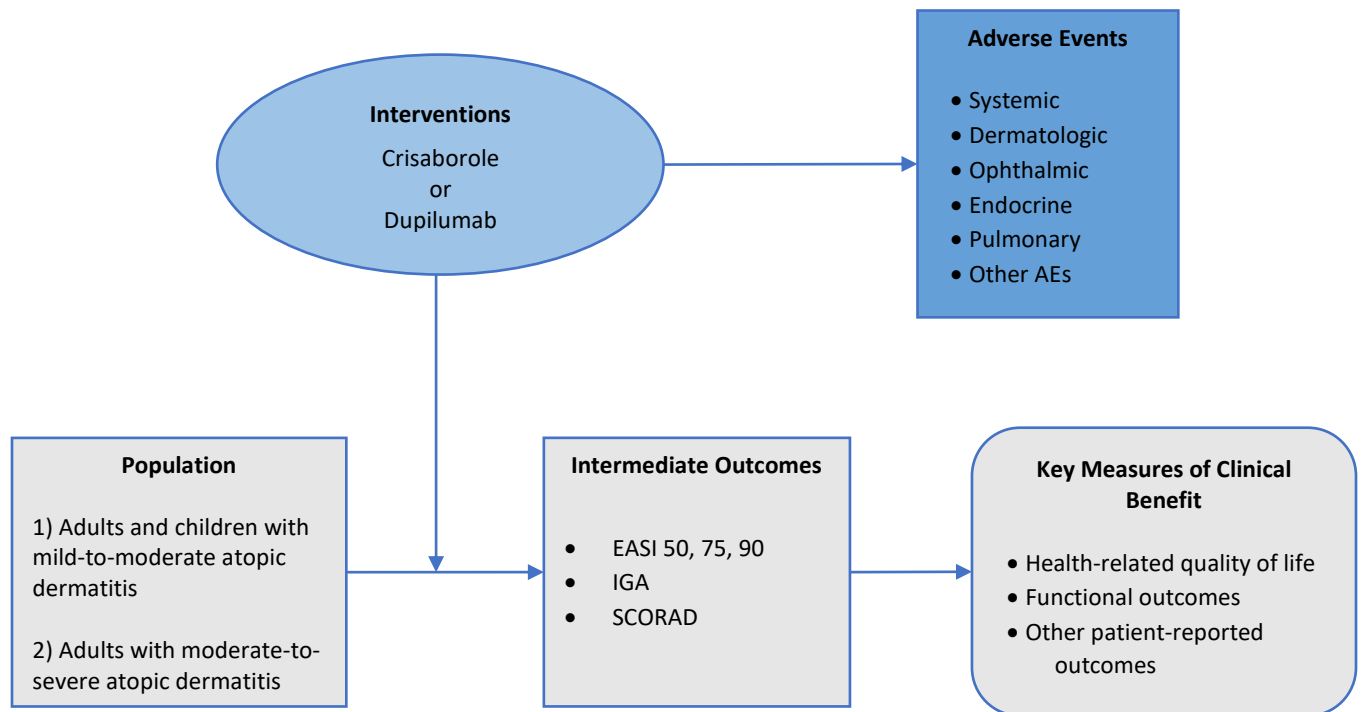 Adverse Events
• Systemic
• Dermatologic
• Ophthalmic
• Endocrine
• Pulmonary
• Other AEs
Interventions
Crisaborole
or
Dupilumab
Population
1) Adults and children with
mild-to-moderate atopic
dermatitis
2) Adults with moderate-to-
severe atopic dermatitis
Intermediate Outcomes
• EASI 50, 75, 90
• IGA
• SCORAD
Key Measures of Clinical
Benefit
• Health-related quality of life
• Functional outcomes
• Other patient-reported
outcomes